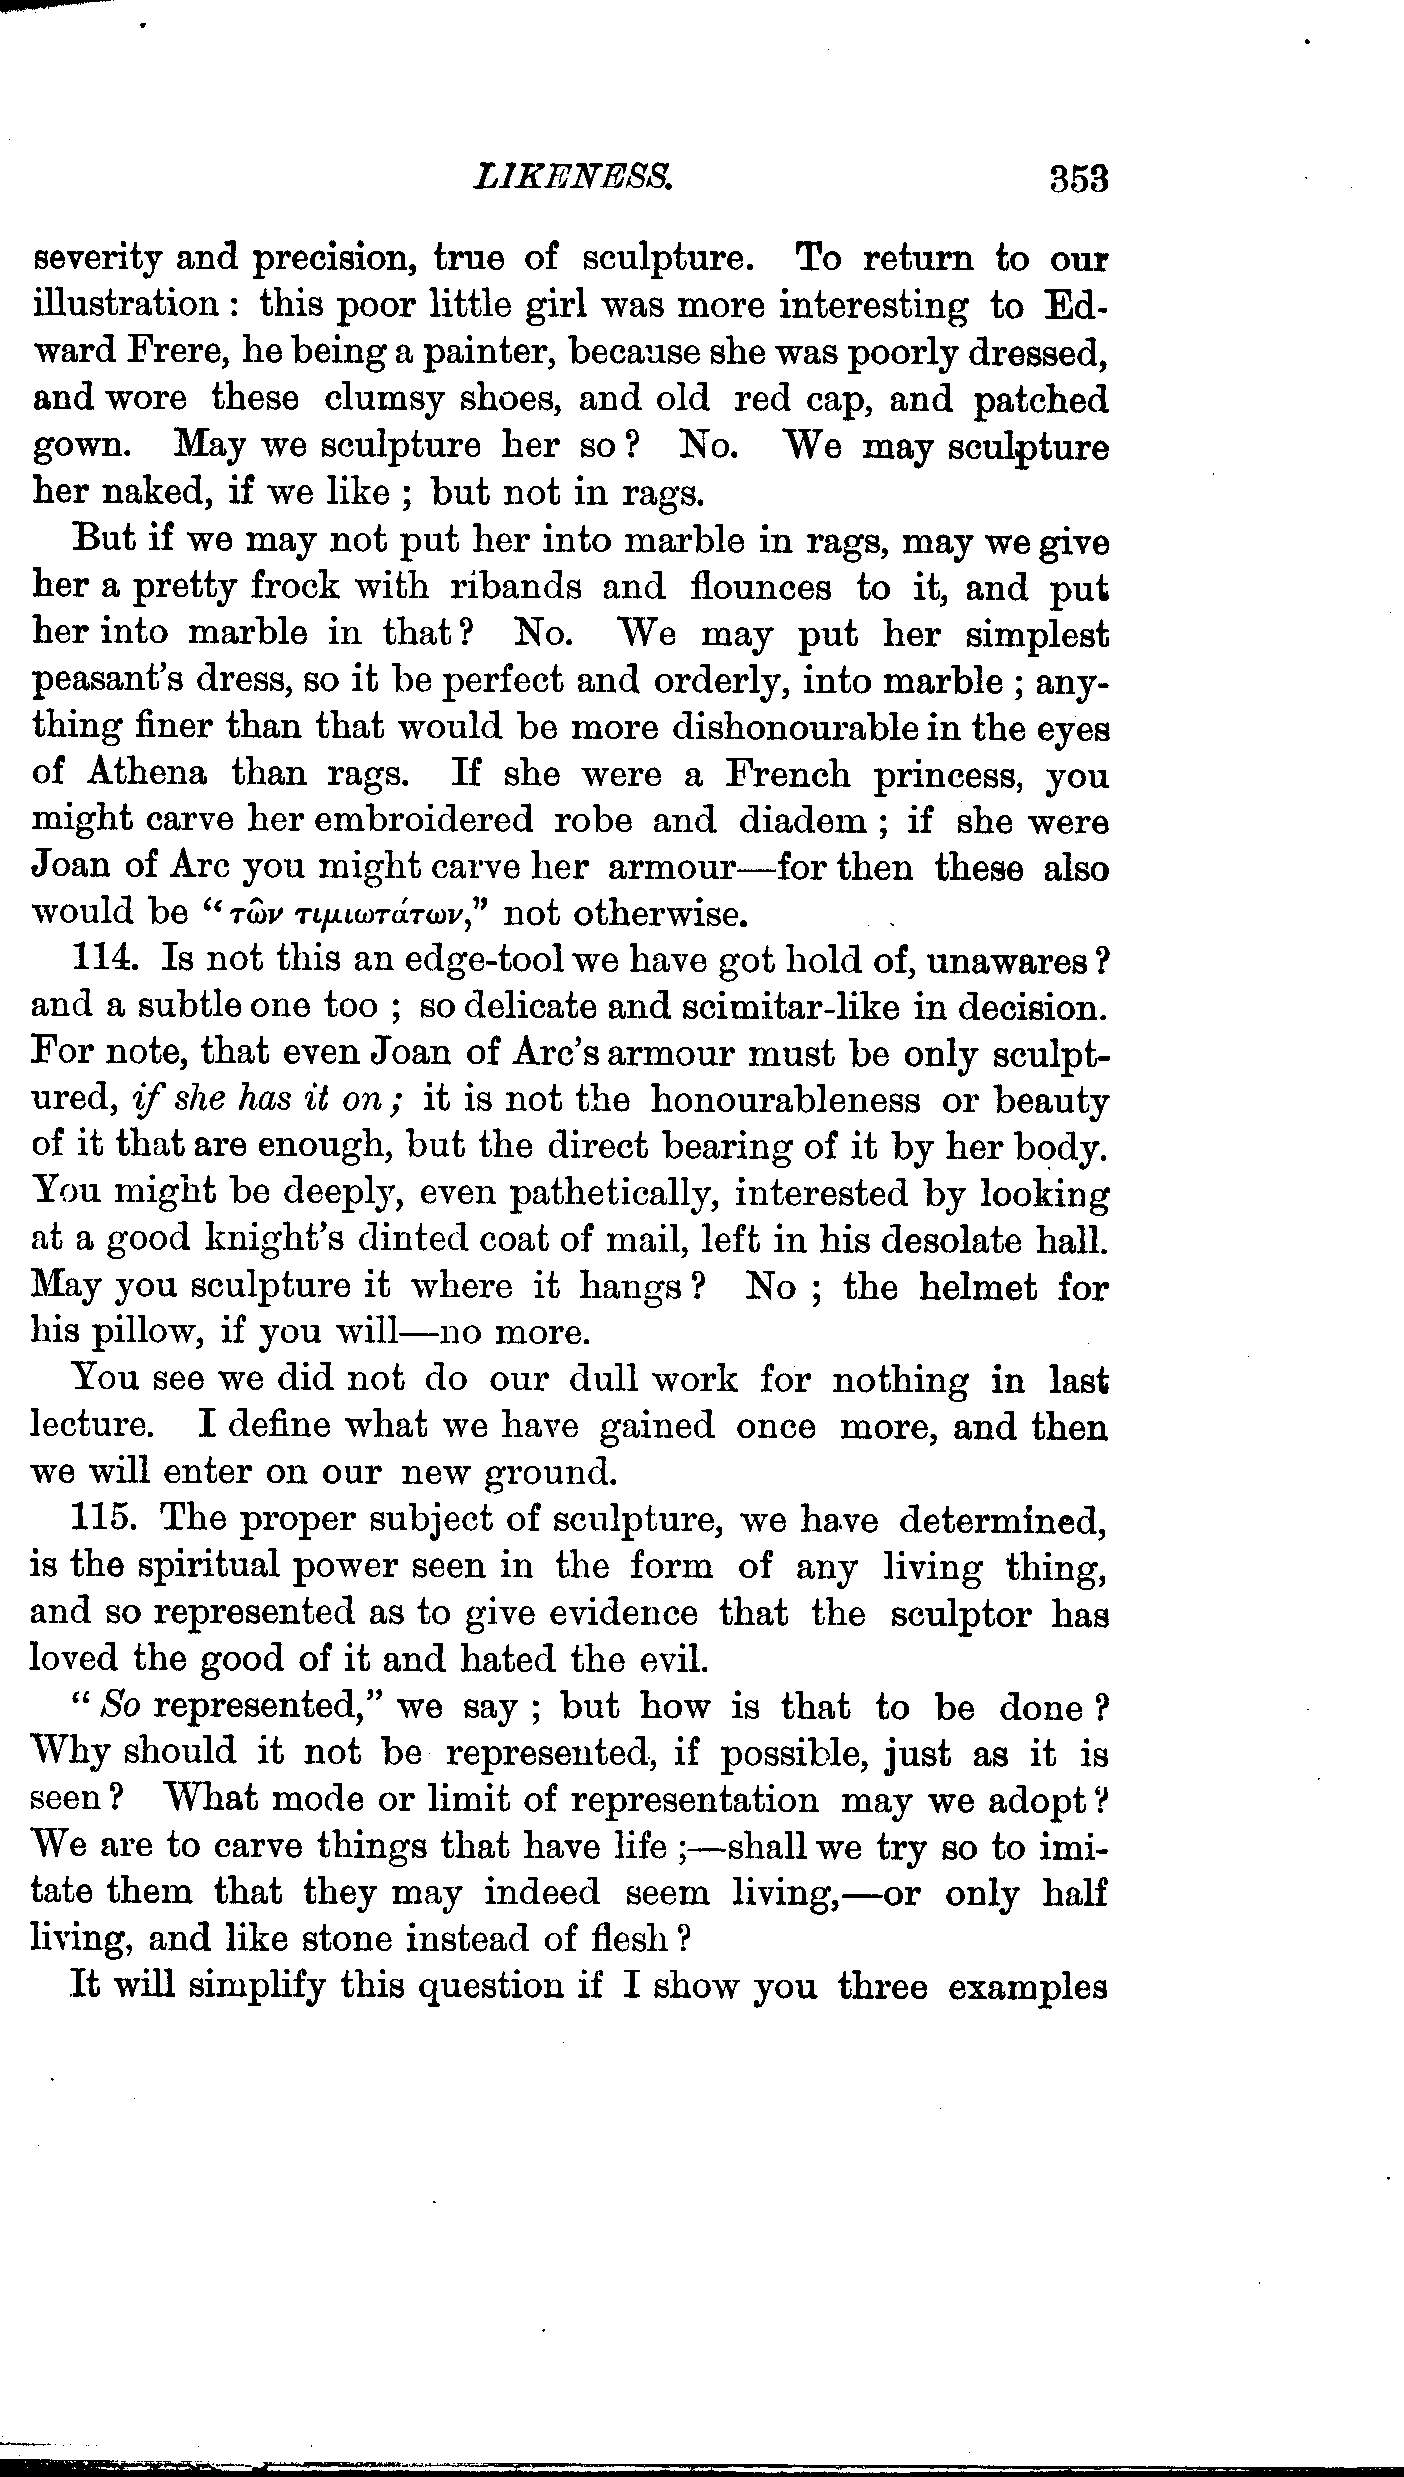 LIKENESS. 353
severity and precision, true of sculpture. To return to our
illustration : this poor little girl was more interesting to Ed-
ward Frere, he being a painter, because she was poorly dressed,
and wore these clumsy shoes, and old red cap, and patched
gown. May we sculpture her so ? No. We may sculpture
her naked, if we like ; but not in rags.
But if we may not put her into marble in rags, may we give
her a pretty frock with ribands and flounces to it, and put
her into marble in that ? No. We may put her simplest
peasant's dress, so it be perfect and orderly, into marble ; any-
thing finer than that would be more dishonourable in the eyes
of Athena than rags. If she were a French princess, you
might carve her embroidered robe and diadem ; if she were
Joan of Arc you might carve her armour—for then these also
would be “τῶν τιμιωτάτων,” not otherwise.
114. Is not this an edge-tool we have got hold of, unawares ?
and a subtle one too ; so delicate and scimitar-like in decision.
For note, that even Joan of Arc's armour must be only sculpt-
ured, if she has it on ; it is not the honourableness or beauty
of it that are enough, but the direct bearing of it by her body.
You might be deeply, even pathetically, interested by looking
at a good knight's dinted coat of mail, left in his desolate hall.
May you sculpture it where it hangs ? No ; the helmet for
his pillow, if you will—no more.
You see we did not do our dull work for nothing in last
lecture. I define what we have gained once more, and then
we will enter on our new ground.
115. The proper subject of sculpture, we have determined,
is the spiritual power seen in the form of any living thing,
and so represented as to give evidence that the sculptor has
loved the good of it and hated the evil.
“ So represented,” we say ; but how is that to be done ?
Why should it not be represented, if possible, just as it is
seen ? What mode or limit of representation may we adopt ?
We are to carve things that have life ;—shall we try so to imi-
tate them that they may indeed seem living,—or only half
living, and like stone instead of flesh ?
It will simplify this question if I show you three examples